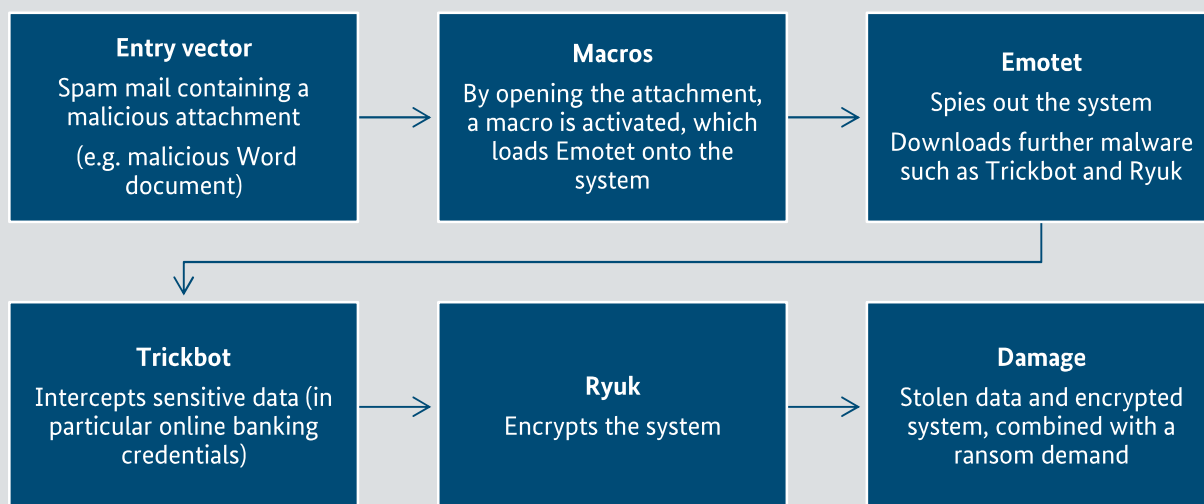 Entry vector
Spam mail containing a
malicious attachment
(e.g. malicious Word
document)
Macros
By opening the attachment,
a macro is activated, which
loads Emotet onto the
system
Emotet
Spies out the system
Downloads further malware
such as Trickbot and Ryuk
Trickbot
Intercepts sensitive data (in
particular online banking
credentials)
Ryuk
Encrypts the system
Damage
Stolen data and encrypted
system, combined with a
ransom demand